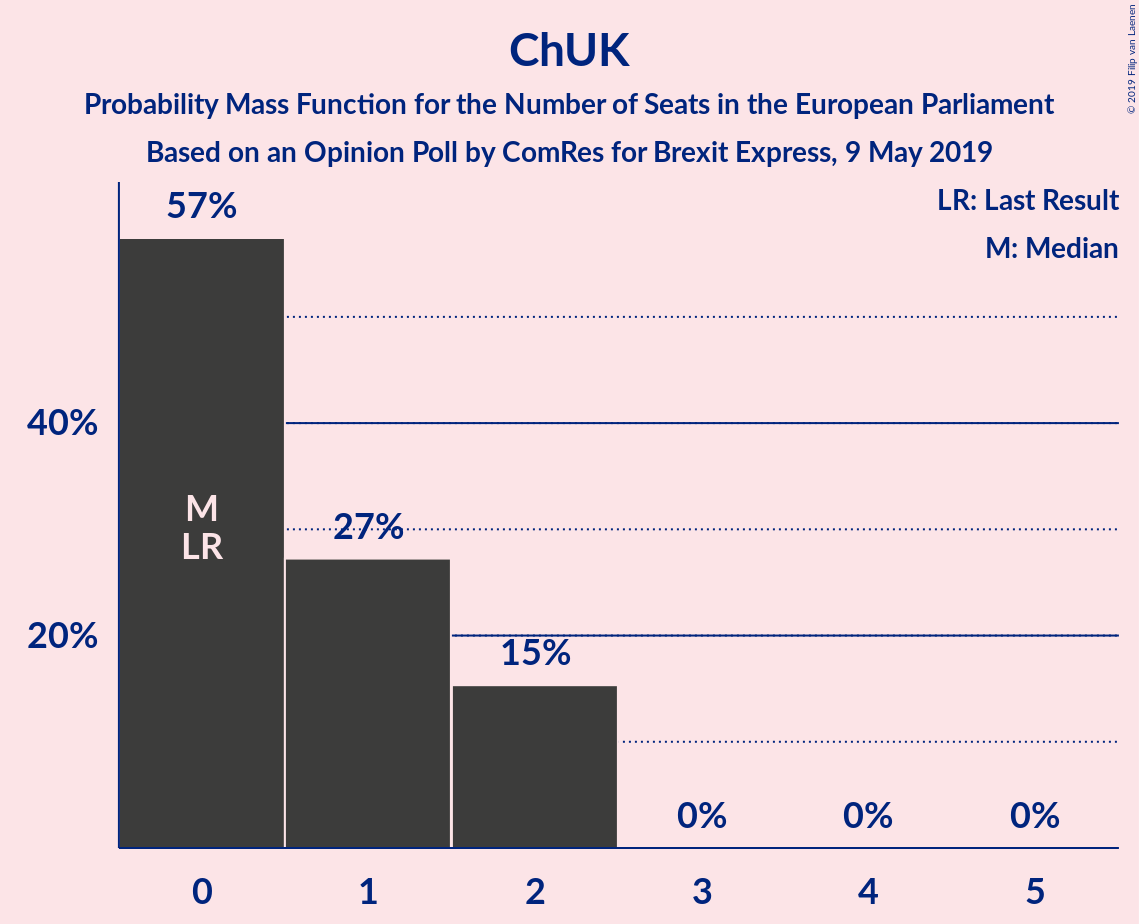 ChUK
Probability Mass Function for the Number of Seats in the European Parliament
Based on an Opinion Poll by ComRes for Brexit Express, 9 May 2019
© 2019 Filip van Laenen
LR: Last Result
M: Median
57%
40%
M
LR
27%
20%
15%
0%
0%
0%
0
1
2
3
4
5